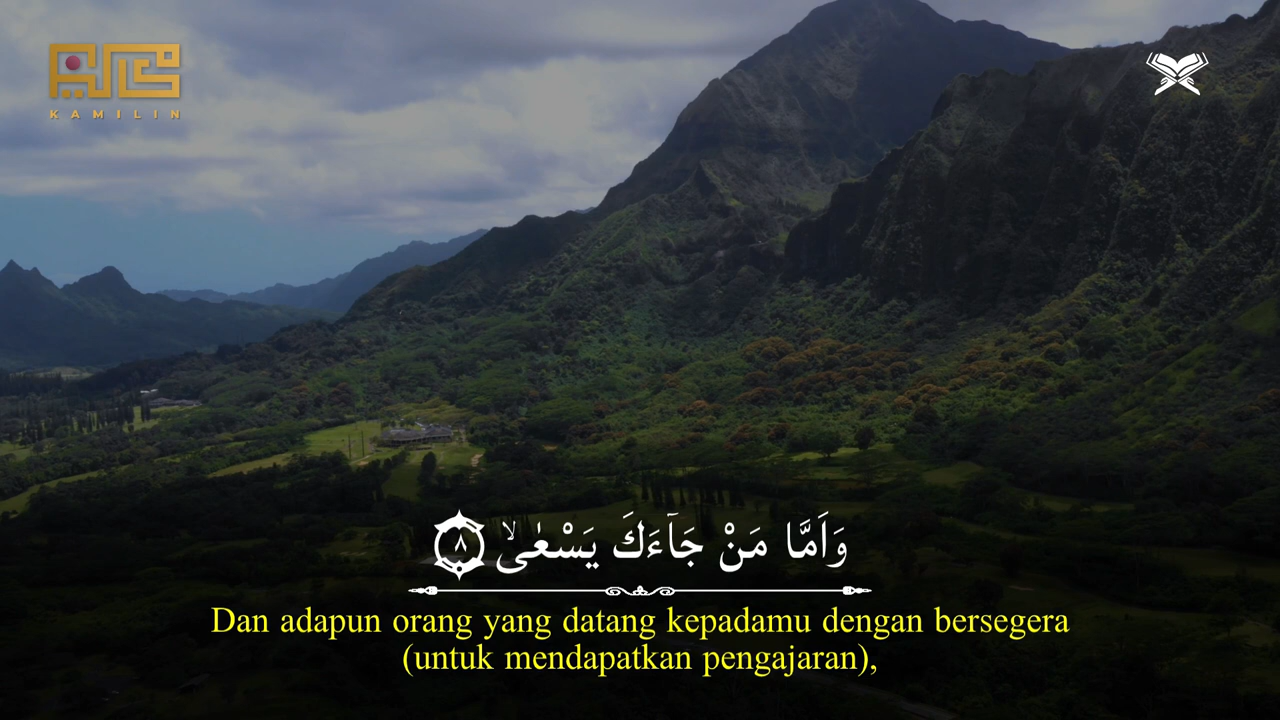 KAMILIN
وَاَمَّا مَنْ جَاۤءَكَ يَسْعٰىۙ ٨
Dan adapun orang yang datang kepadamu dengan bersegera
(untuk mendapatkan pengajaran),